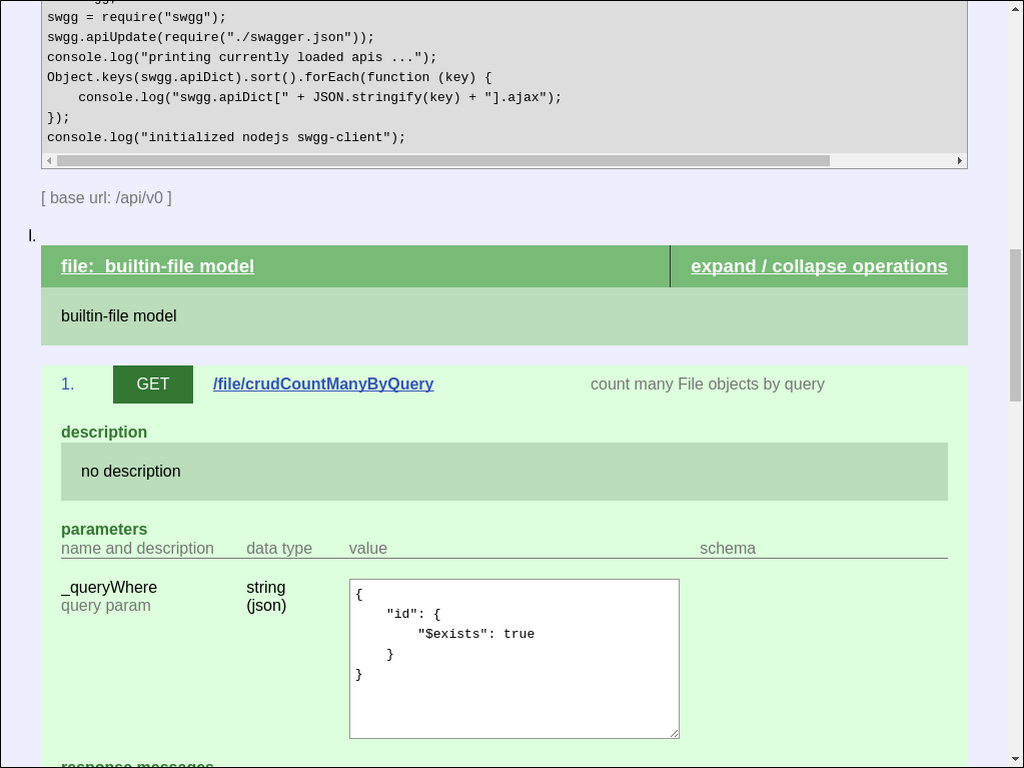 swgg = require("swgg");
swgg.apiUpdate(require("./swagger.json"));
console.log("printing currently loaded apis ...");
Object.keys(swgg.apiDict).sort().forEach(function (key) {
    console.log("swgg.apiDict[" + JSON.stringify(key) + "].ajax");
});
console.log("initialized nodejs swgg-client");
[ base url: /api/v0 ]
I.
file:  builtin-file model expand / collapse operations
builtin-file model
1. GET /file/crudCountManyByQuery count many File objects by query
description
no description
parameters
name and description data type value schema
_queryWhere string
query param (json)
{
    "id": {
        "$exists": true
    }
}
response messages